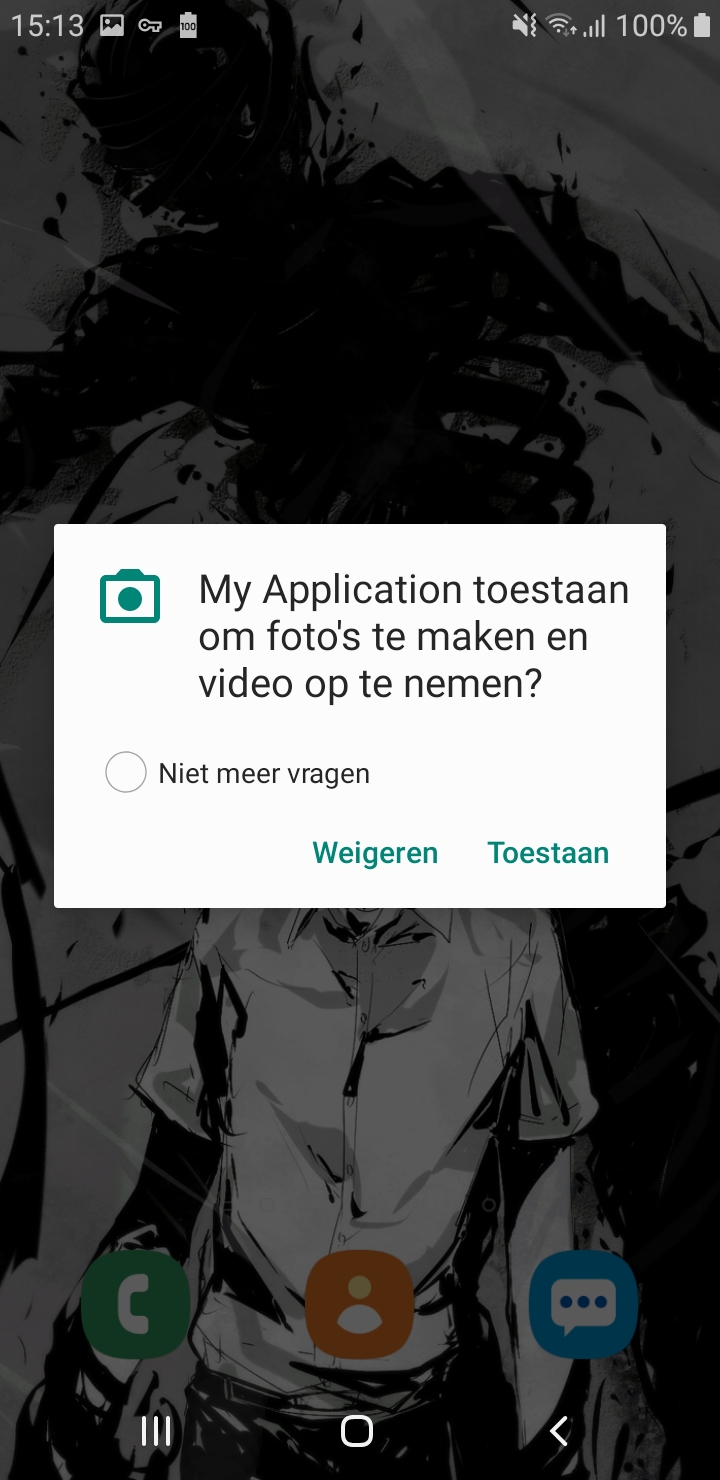 15:13 100 100%
My Application toestaan
om foto's te maken en
video op te nemen?
Niet meer vragen
Weigeren Toestaan